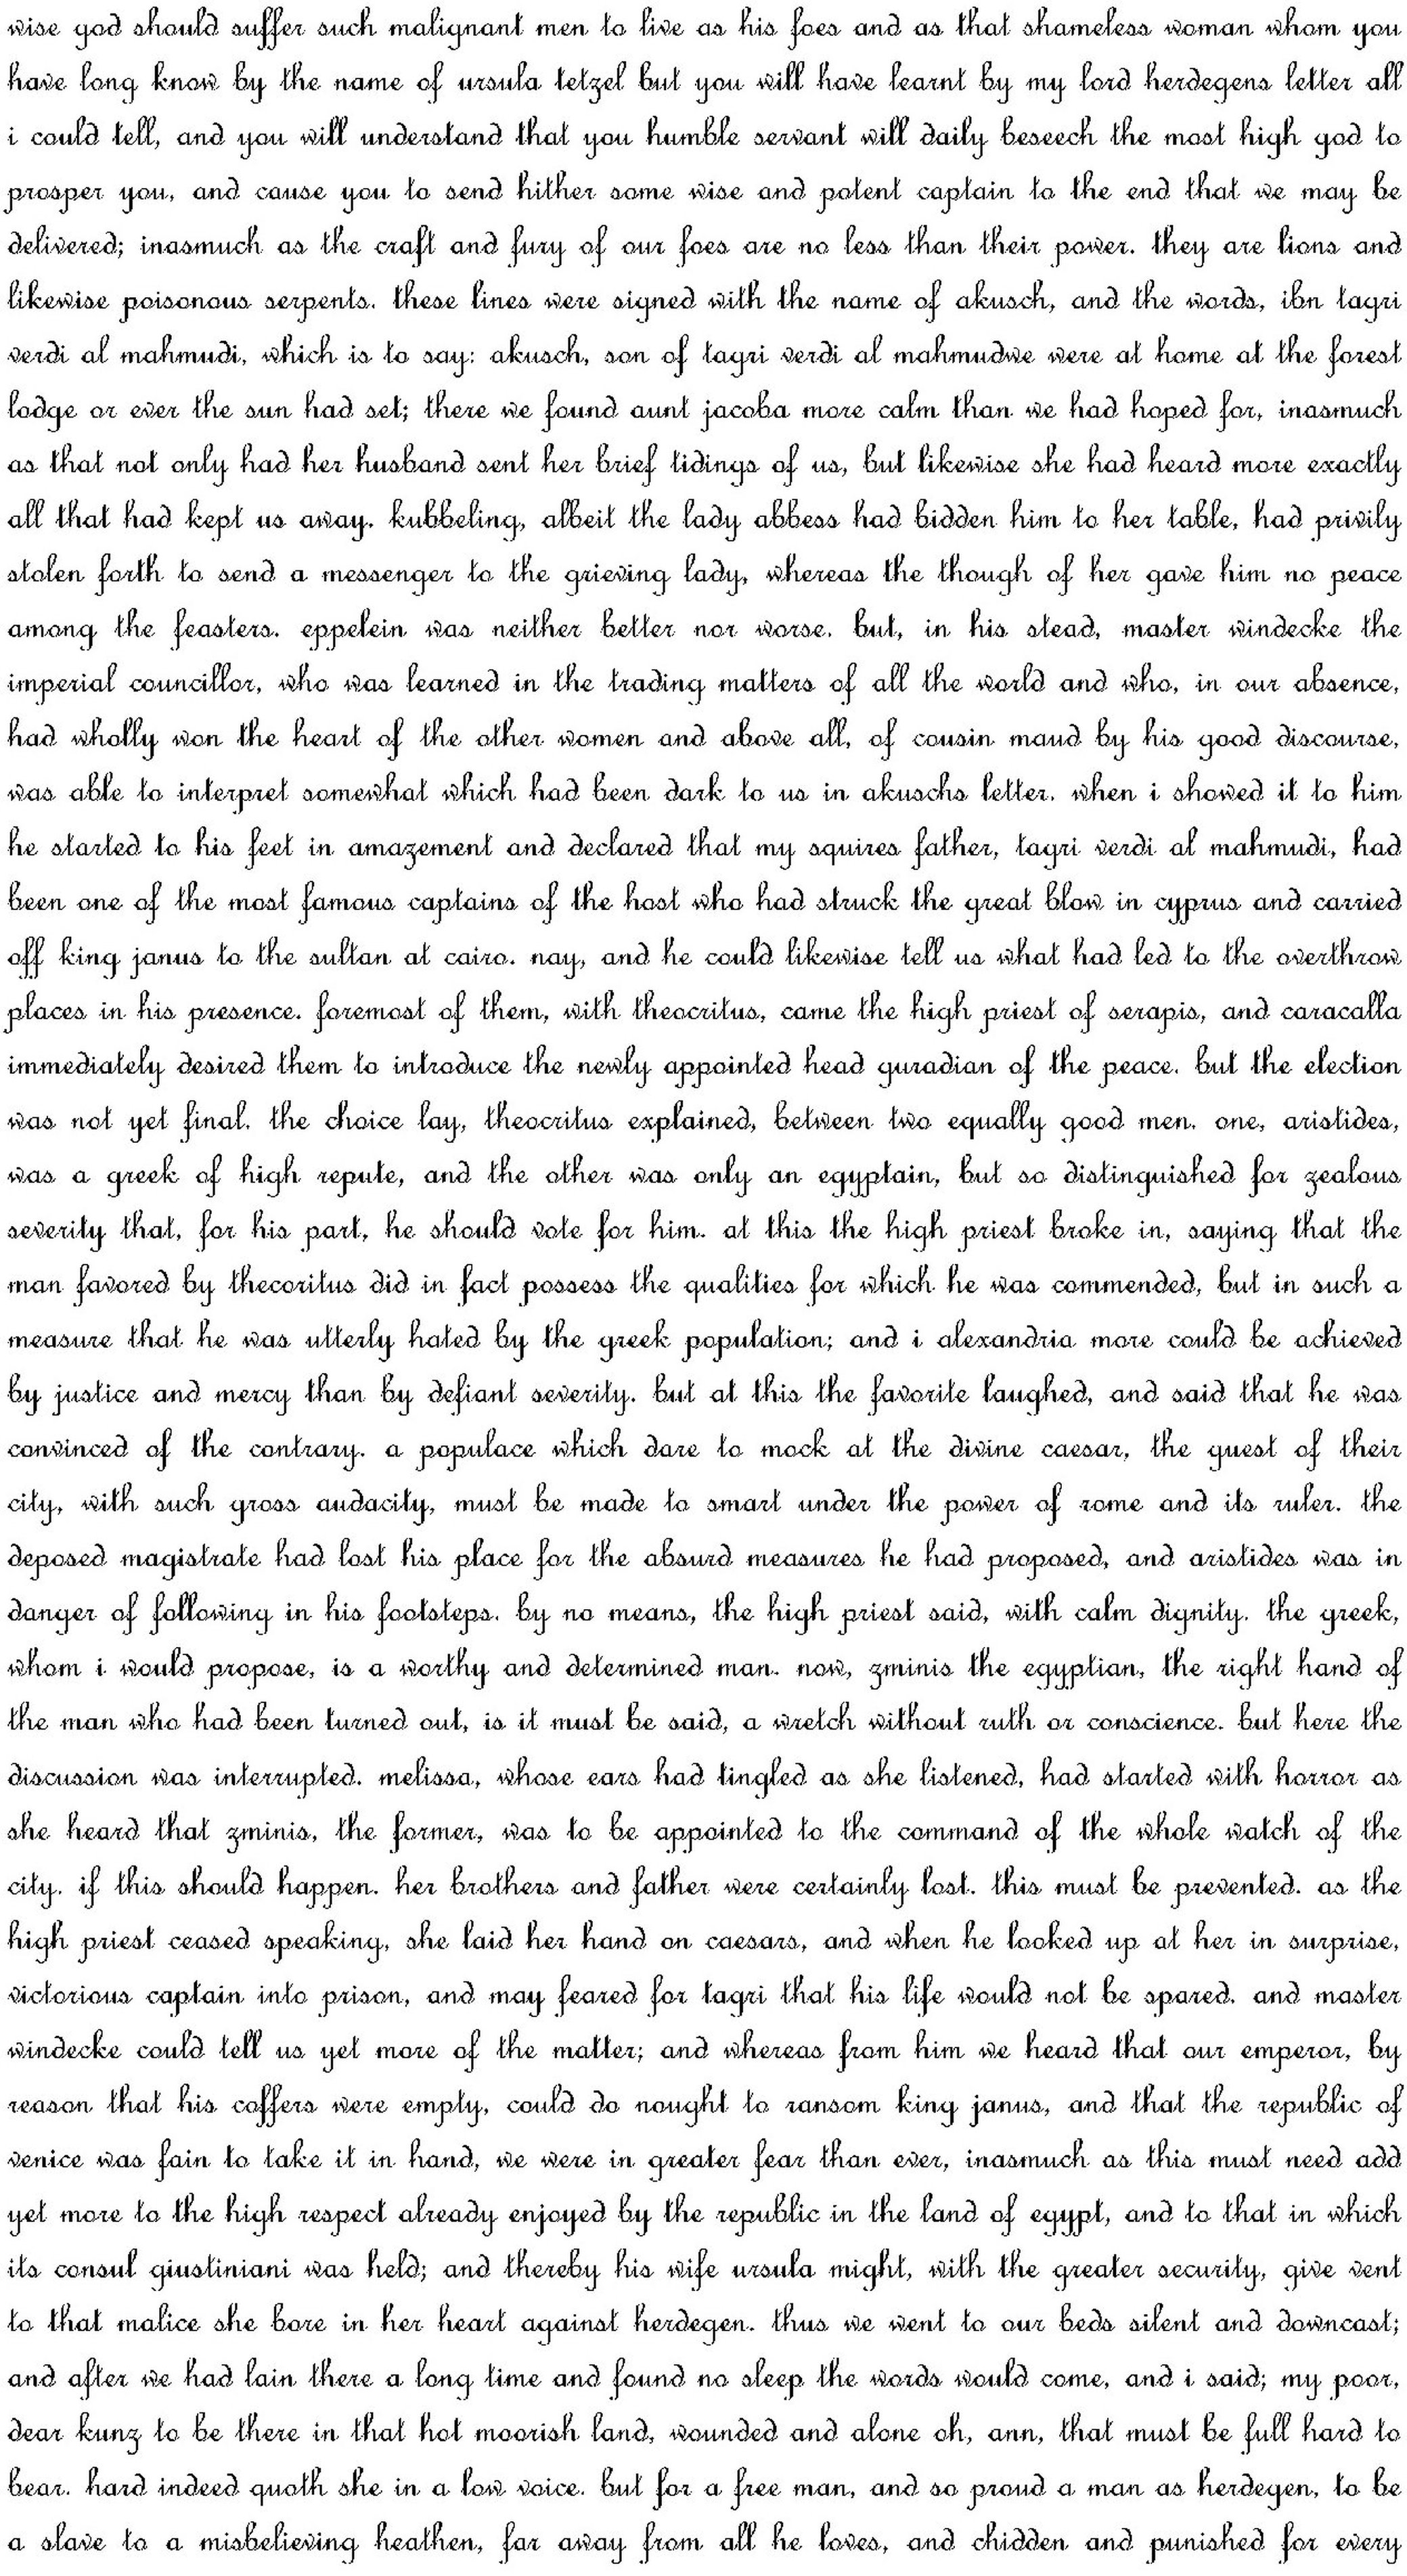 wise god should suffer such malignant men to live as his foes and as that shameless woman whom you
have long know by the name of ursula tetzel but you will have learnt by my lord herdegens letter all
i could tell, and you will understand that you humble servant will daily beseech the most high god to
prosper you, and cause you to send hither some wise and potent captain to the end that we may be
delivered; inasmuch as the craft and fury of our foes are no less than their power. they are lions and
likewise poisonous serpents. these lines were signed with the name of akusch, and the words, ibn tagri
verdi al mahmudi, which is to say: akusch, son of tagri verdi al mahmudwe were at home at the forest
lodge or ever the sun had set; there we found aunt jacoba more calm than we had hoped for, inasmuch
as that not only had her husband sent her brief tidings of us, but likewise she had heard more exactly
all that had kept us away. kubbeling, albeit the lady abbess had bidden him to her table, had privily
stolen forth to send a messenger to the grieving lady, whereas the though of her gave him no peace
among the feasters. eppelein was neither better nor worse. but, in his stead, master windecke the
imperial councillor, who was learned in the trading matters of all the world and who, in our absence,
had wholly won the heart of the other women and above all, of cousin maud by his good discourse,
was able to interpret somewhat which had been dark to us in akuschs letter. when i showed it to him
he started to his feet in amazement and declared that my squires father, tagri verdi al mahmudi, had
been one of the most famous captains of the host who had struck the great blow in cyprus and carried
off king janus to the sultan at cairo. nay, and he could likewise tell us what had led to the overthrow
places in his presence. foremost of them, with theocritus, came the high priest of serapis, and caracalla
immediately desired them to introduce the newly appointed head guradian of the peace. but the election
was not yet final. the choice lay, theocritus explained, between two equally good men. one, aristides,
was a greek of high repute, and the other was only an egyptain, but so distinguished for zealous
severity that, for his part, he should vote for him. at this the high priest broke in, saying that the
man favored by thecoritus did in fact possess the qualities for which he was commended, but in such a
measure that he was utterly hated by the greek population; and i alexandria more could be achieved
by justice and mercy than by defiant severity. but at this the favorite laughed, and said that he was
convinced of the contrary. a populace which dare to mock at the divine caesar, the guest of their
city, with such gross audacity, must be made to smart under the power of rome and its ruler. the
deposed magistrate had lost his place for the absurd measures he had proposed, and aristides was in
danger of following in his footsteps. by no means, the high priest said, with calm dignity. the greek,
whom i would propose, is a worthy and determined man. now, zminis the egyptian, the right hand of
the man who had been turned out, is it must be said, a wretch without ruth or conscience. but here the
discussion was interrupted. melissa, whose ears had tingled as she listened, had started with horror as
she heard that zminis, the former, was to be appointed to the command of the whole watch of the
city. if this should happen. her brothers and father were certainly lost. this must be prevented. as the
high priest ceased speaking, she laid her hand on caesars, and when he looked up at her in surprise,
victorious captain into prison, and may feared for tagri that his life would not be spared. and master
windecke could tell us yet more of the matter; and whereas from him we heard that our emperor, by
reason that his coffers were empty, could do nought to ransom king janus, and that the republic of
venice was fain to take it in hand, we were in greater fear than ever, inasmuch as this must need add
yet more to the high respect already enjoyed by the republic in the land of egypt, and to that in which
its consul giustiniani was held; and thereby his wife ursula might, with the greater security, give vent
to that malice she bore in her heart against herdegen. thus we went to our beds silent and downcast;
and after we had lain there a long time and found no sleep the words would come, and i said; my poor,
dear kunz to be there in that hot moorish land, wounded and alone oh, ann, that must be full hard to
bear. hard indeed quoth she in a low voice. but for a free man, and so proud a man as herdegen, to be
a slave to a misbelieving heathen, far away from all he loves, and chidden and punished for every